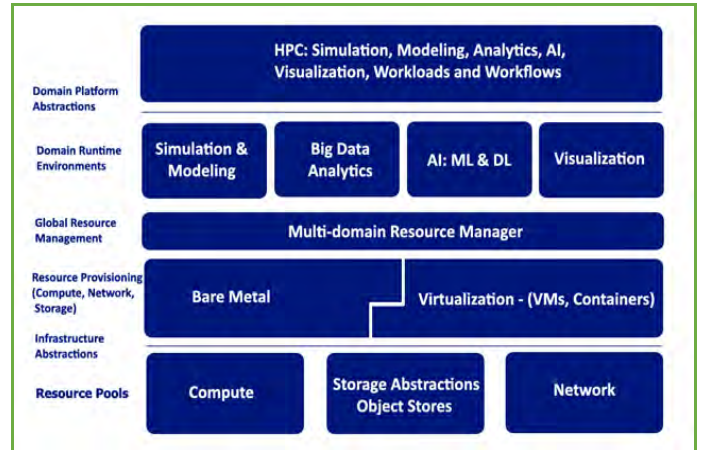 HPC: Simulation, Modeling, Analytics, AI,
Visualization, Workloads and Workflows
Domain Platform
Abstractions
Domain Runtime
Environments
Simulation &
Modeling
Big Data
Analytics
AI: ML & DL
Visualization
Global Resource
Management
Multi-domain Resource Manager
Resource Provisioning
(Compute, Network,
Storage)
Bare Metal
Virtualization - (VMs, Containers)
Infrastructure
Abstractions
Resource Pools
Compute
Storage Abstractions
Object Stores
Network